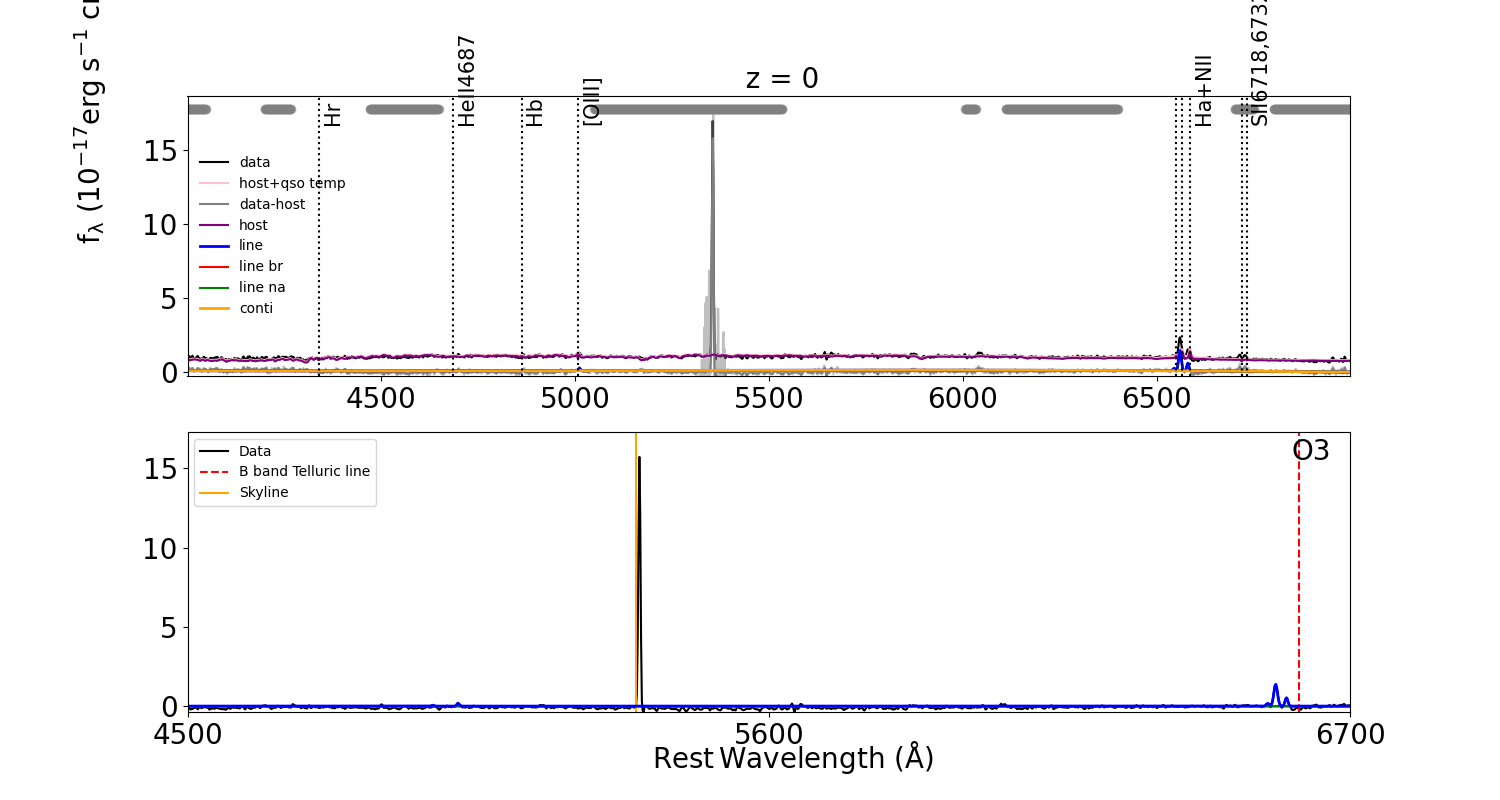 z = 0
f_λ (10^−17 erg s^−1
Hr
HeII4687
Hb
[OIII]
Ha+NII
SII6718,673
15
10
5
0
data
host+qso temp
data-host
host
line
line br
line na
conti
4500 5000 5500 6000 6500
O3
15
10
5
0
Data
B band Telluric line
Skyline
4500 5600 6700
Rest Wavelength (Å)